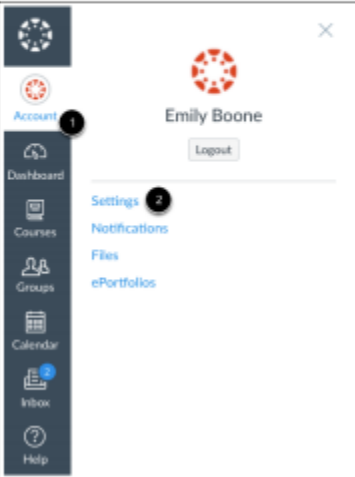 Account
1
Dashboard
Courses
Groups
Calendar
2
Inbox
?
Help
Emily Boone
Logout
Settings 2
Notifications
Files
ePortfolios